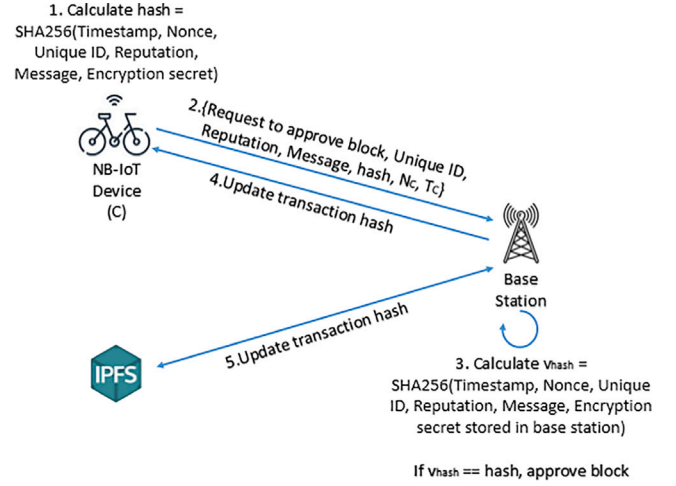 1. Calculate hash =
SHA256(Timestamp, Nonce,
Unique ID, Reputation,
Message, Encryption secret)
2.{Request to approve block, Unique ID,
Reputation, Message, hash, Nc, Tc}
4.Update transaction hash
NB-IoT
Device
(C)
Base
Station
5.Update transaction hash
IPFS
3. Calculate vhash =
SHA256(Timestamp, Nonce, Unique
ID, Reputation, Message, Encryption
secret stored in base station)
If vhash == hash, approve block